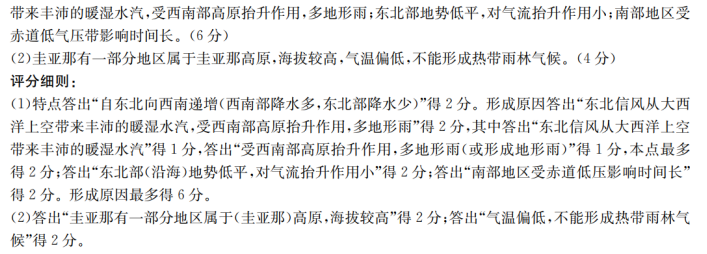 带来丰沛的暖湿水汽,受西南部高原抬升作用,多地形雨;东北部地势低平,对气流抬升作用小;南部地区受
赤道低气压带影响时间长。(6分)
(2)圭亚那有一部分地区属于圭亚那高原,海拔较高,气温偏低,不能形成热带雨林气候。(4分)
评分细则:
(1)特点答出“自东北向西南递增(西南部降水多,东北部降水少)”得2分。形成原因答出“东北信风从大西
洋上空带来丰沛的暖湿水汽,受西南部高原抬升作用,多地形雨”得2分,其中答出“东北信风从大西洋上空
带来丰沛的暖湿水汽”得1分,答出“受西南部高原抬升作用,多地形雨(或形成地形雨)”得1分,本点最多
得2分;答出“东北部(沿海)地势低平,对气流抬升作用小”得2分;答出“南部地区受赤道低压影响时间长”
得2分。形成原因最多得6分。
(2)答出“圭亚那有一部分地区属于(圭亚那)高原,海拔较高”得2分;答出“气温偏低,不能形成热带雨林气
候”得2分。